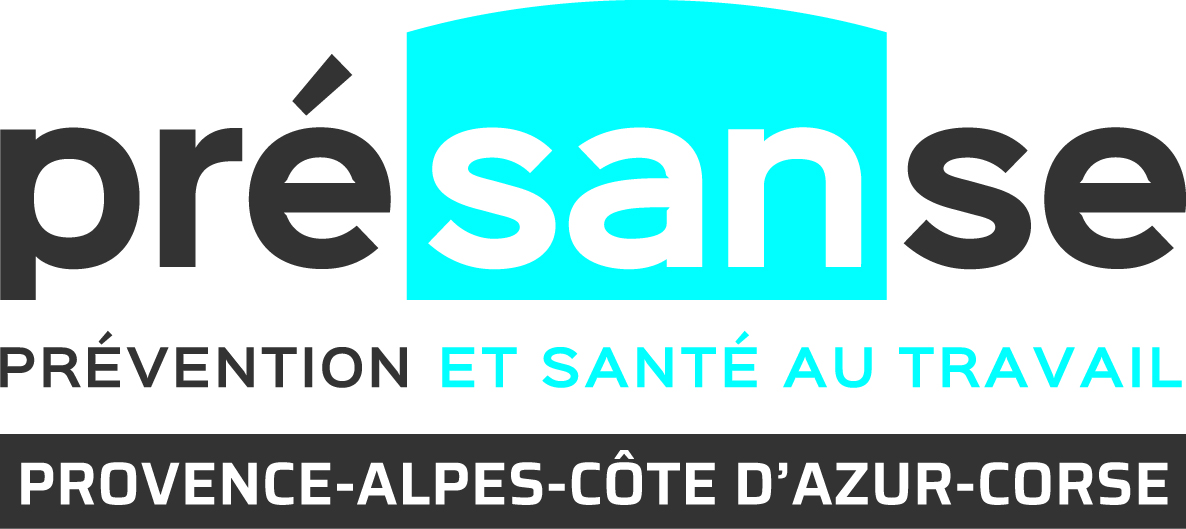 présanse
PRÉVENTION ET SANTÉ AU TRAVAIL
PROVENCE-ALPES-CÔTE D’AZUR-CORSE